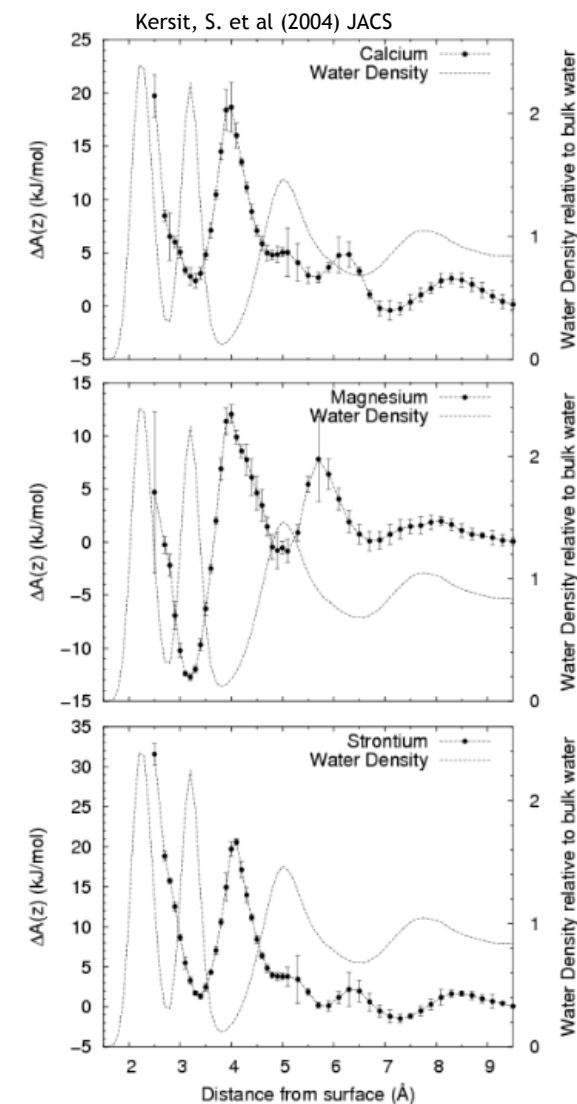 Kersit, S. et al (2004) JACS
Calcium
Water Density
25
20
15
10
5
0
−5
ΔA(z) (kJ/mol)
2
1
0
Water Density relative to bulk water
Magnesium
Water Density
15
10
5
0
−5
−10
−15
ΔA(z) (kJ/mol)
2
1
0
Water Density relative to bulk water
Strontium
Water Density
35
30
25
20
15
10
5
0
−5
ΔA(z) (kJ/mol)
2
1
0
Water Density relative to bulk water
2 3 4 5 6 7 8 9
Distance from surface (Å)